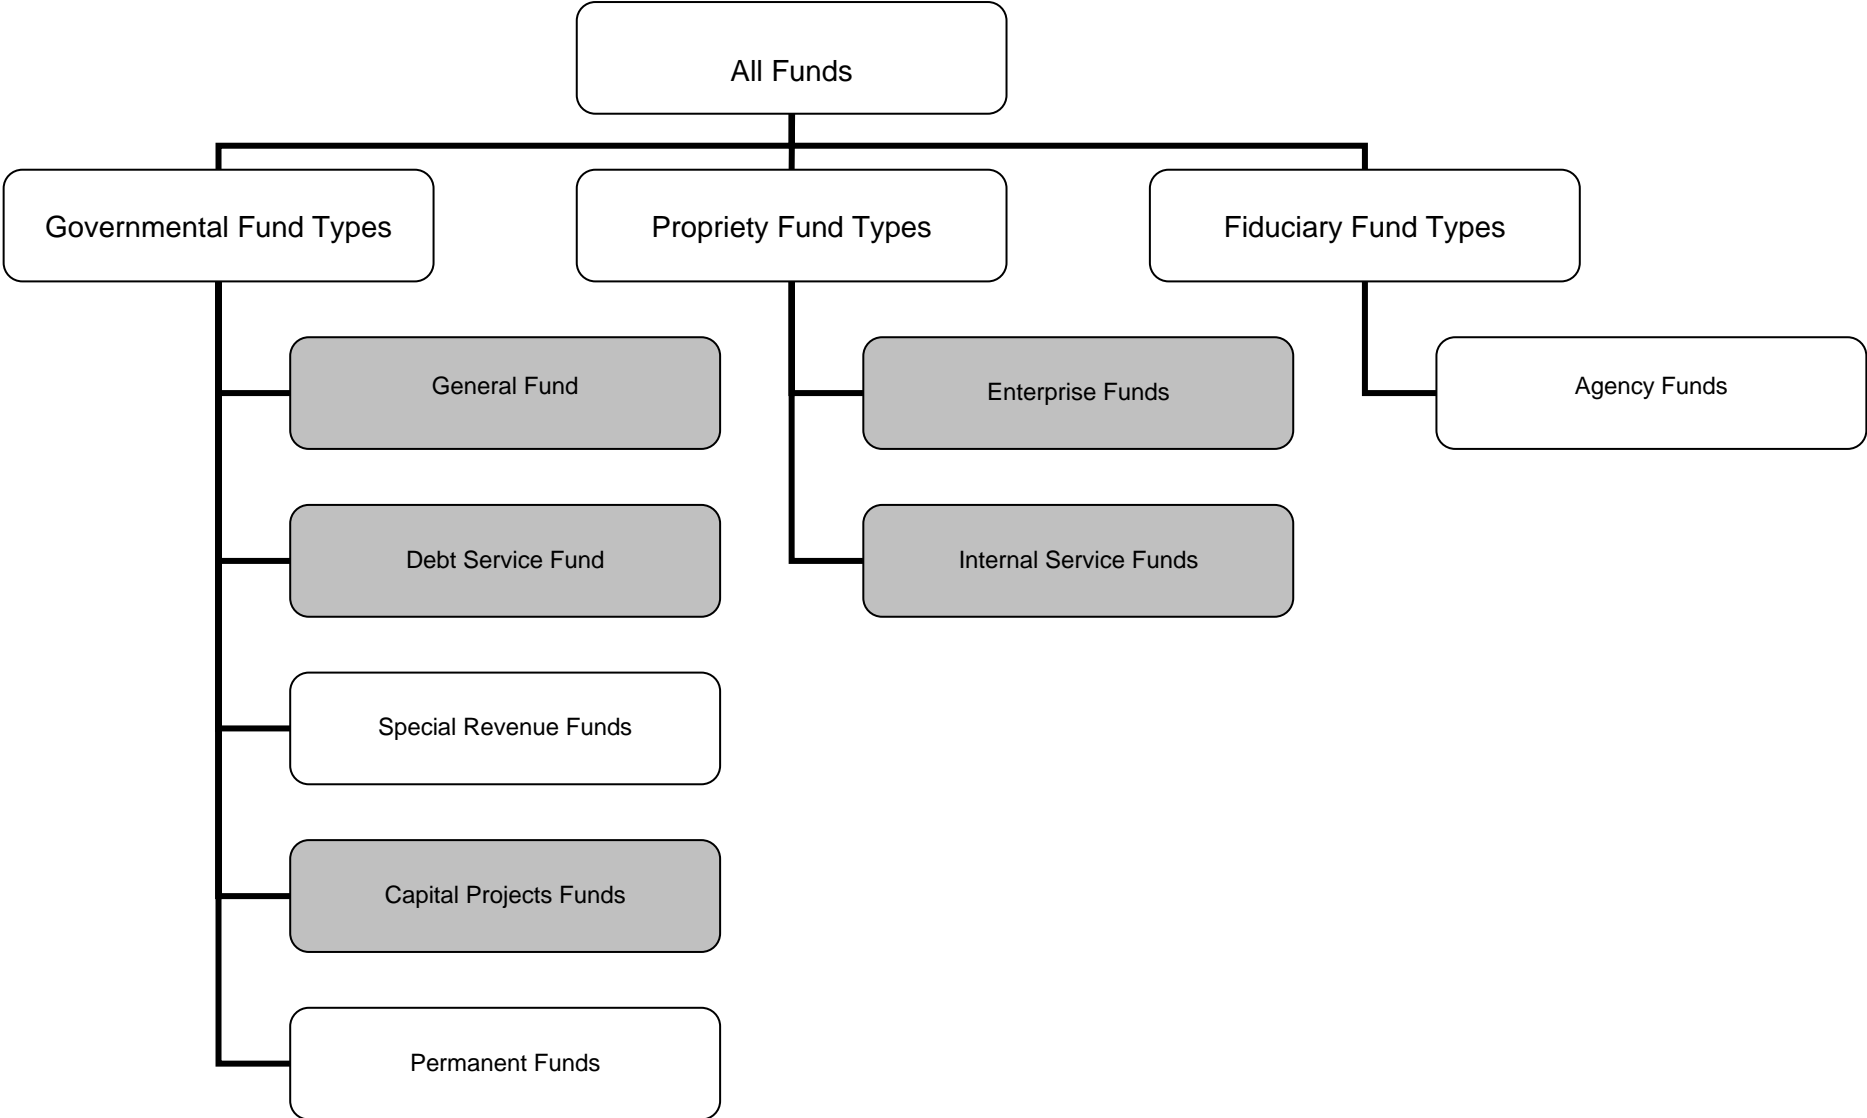 All Funds
Governmental Fund Types
Propriety Fund Types
Fiduciary Fund Types
General Fund
Enterprise Funds
Agency Funds
Debt Service Fund
Internal Service Funds
Special Revenue Funds
Capital Projects Funds
Permanent Funds